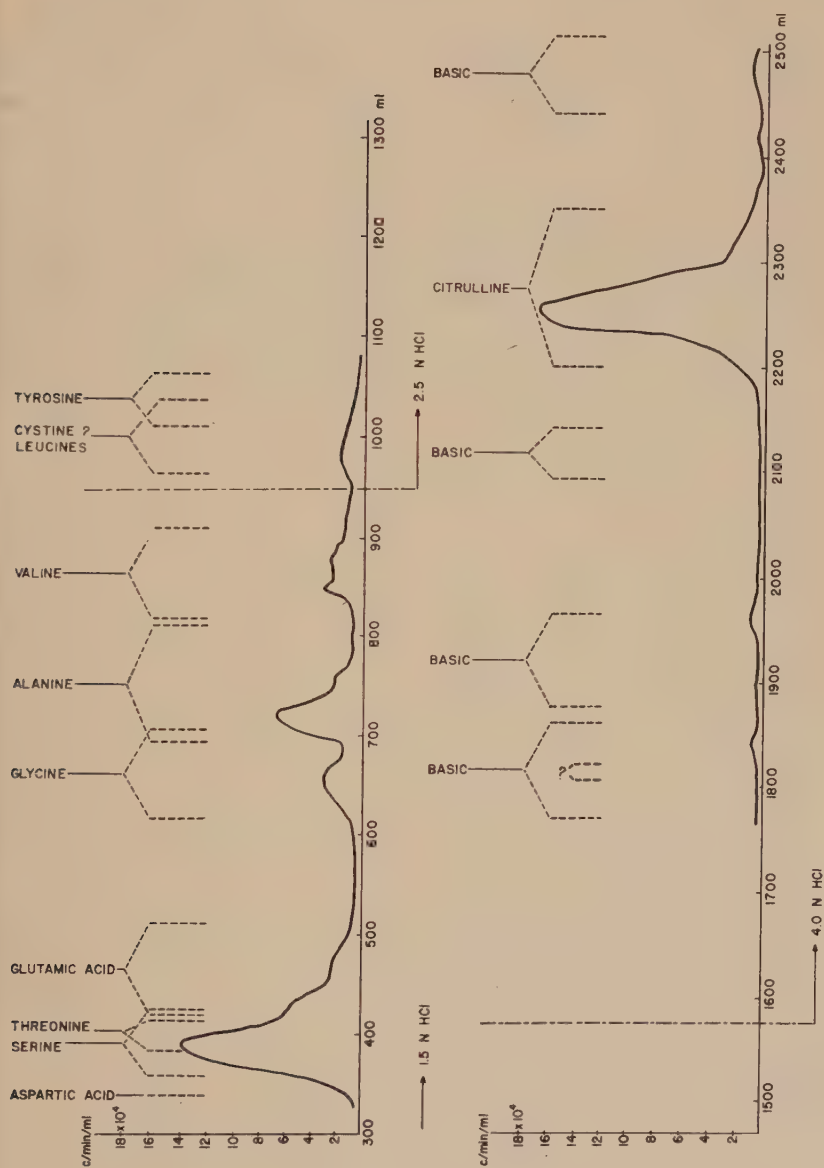 TYROSINE
CYSTINE ?
LEUCINES
VALINE
ALANINE
GLYCINE
GLUTAMIC ACID
THREONINE
SERINE
ASPARTIC ACID
c/min/ml
18 × 10⁴
16
14
12
10
8
6
4
2
300
400
500
600
700
800
900
1000
1100
1200
1300 ml
1.5 N HCl
2.5 N HCl
BASIC
CITRULLINE
BASIC
BASIC
BASIC
?
c/min/ml
18 × 10⁴
16
14
12
10
8
6
4
2
1500
1600
1700
1800
1900
2000
2100
2200
2300
2400
2500 ml
4.0 N HCl